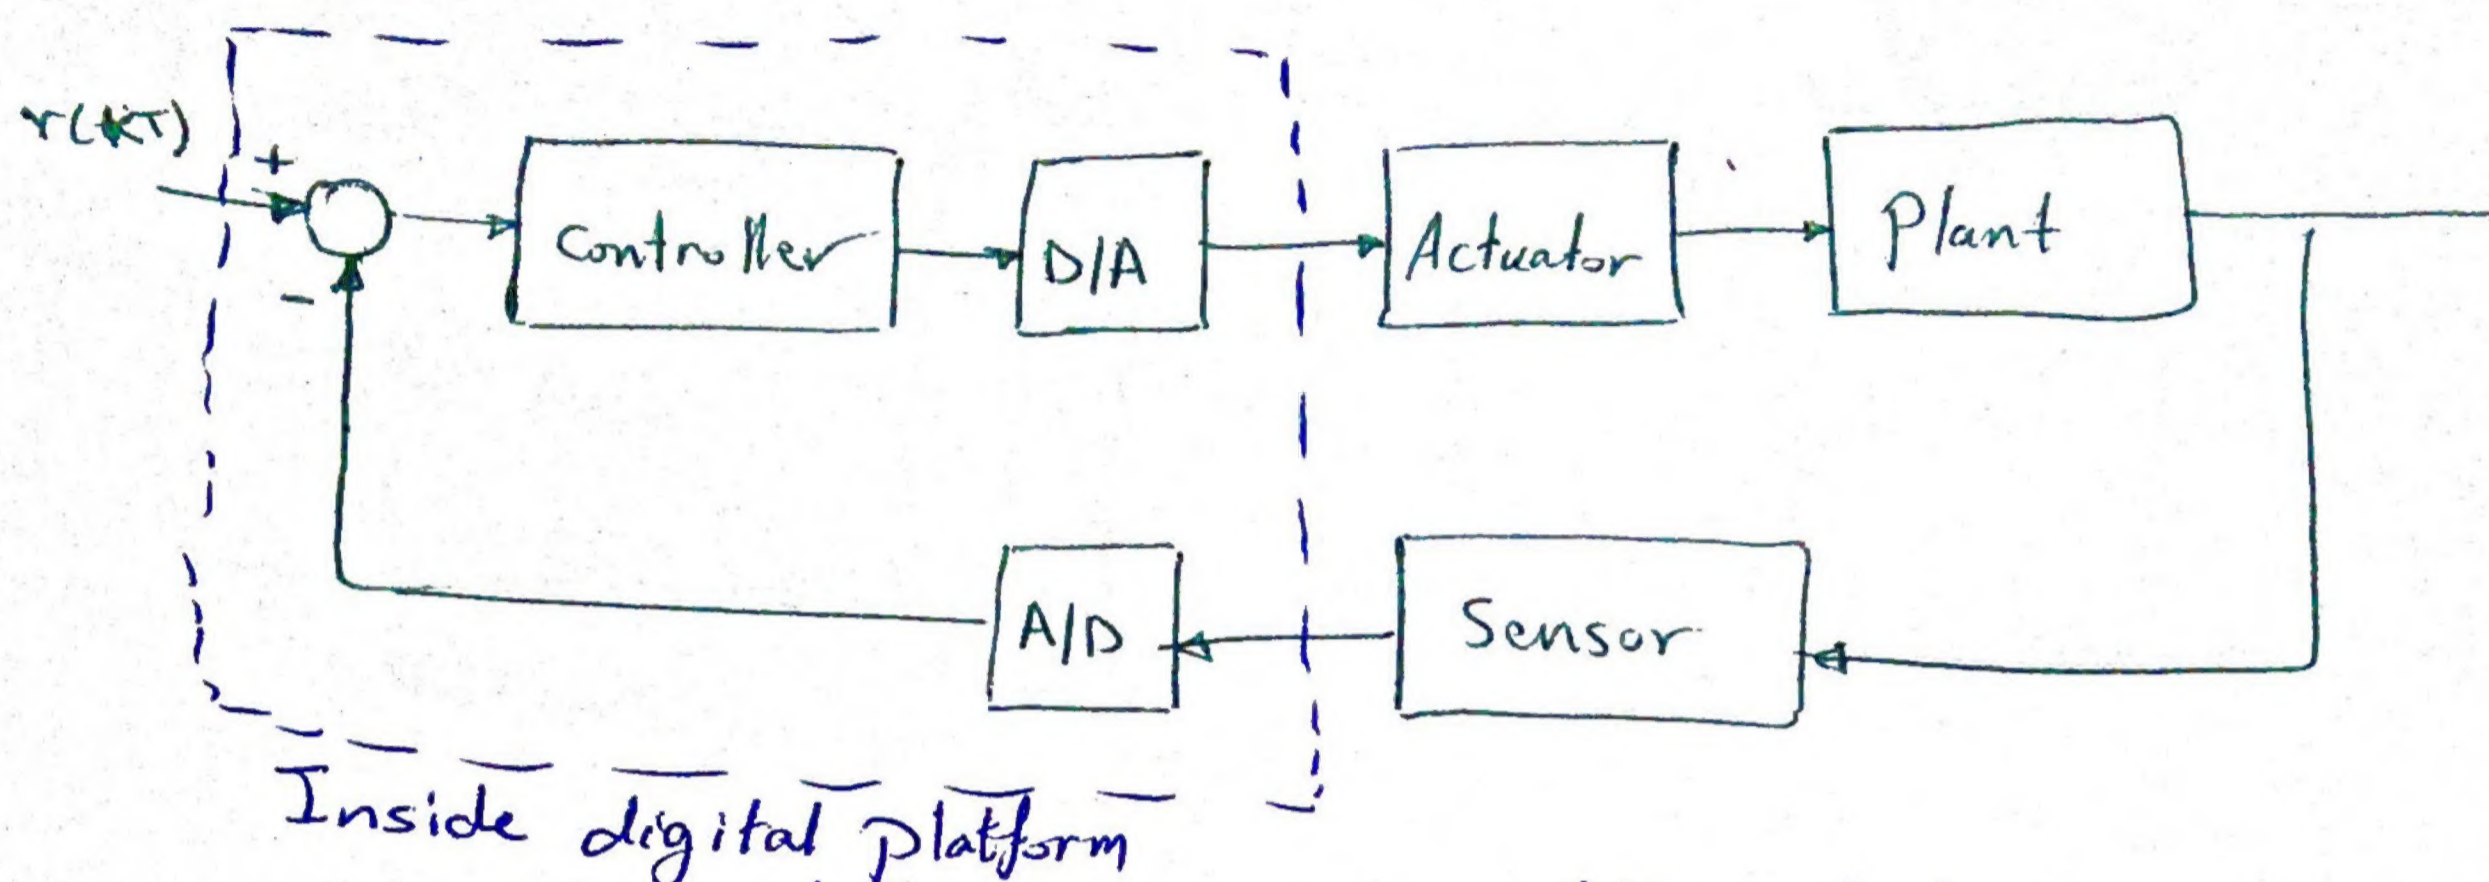 r(kT)
+
Controller
D/A
Actuator
Plant
-
A/D
Sensor
Inside digital platform